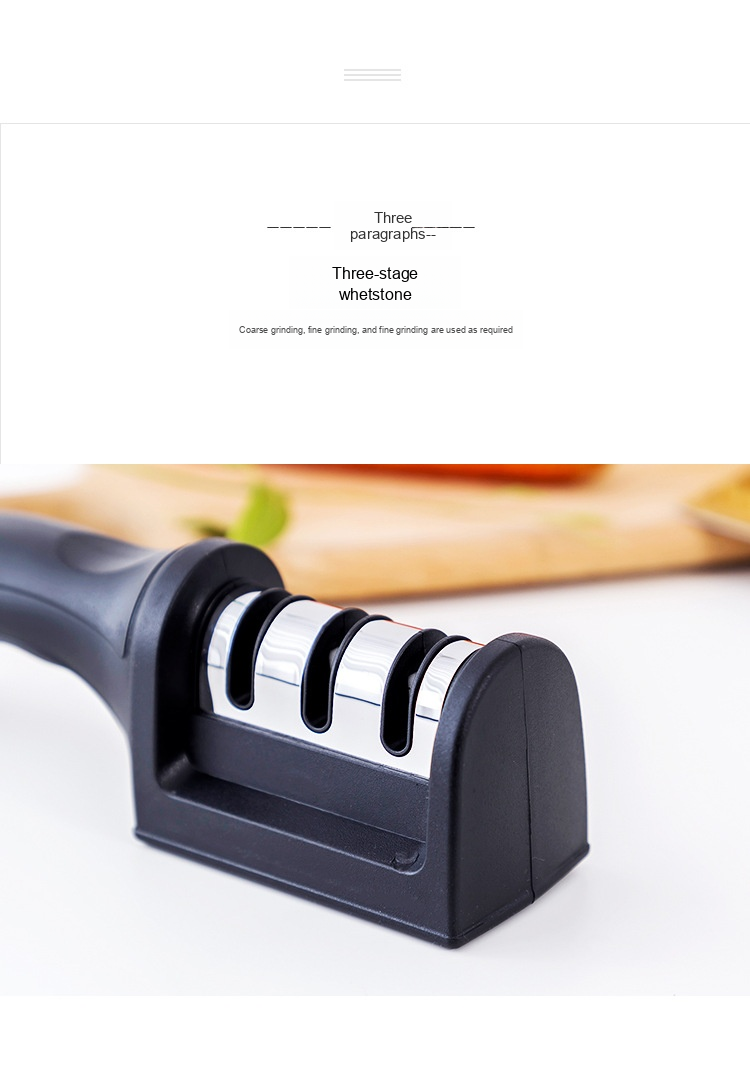 Three
————— paragraphs-- —————
Three-stage
whetstone
Coarse grinding, fine grinding, and fine grinding are used as required